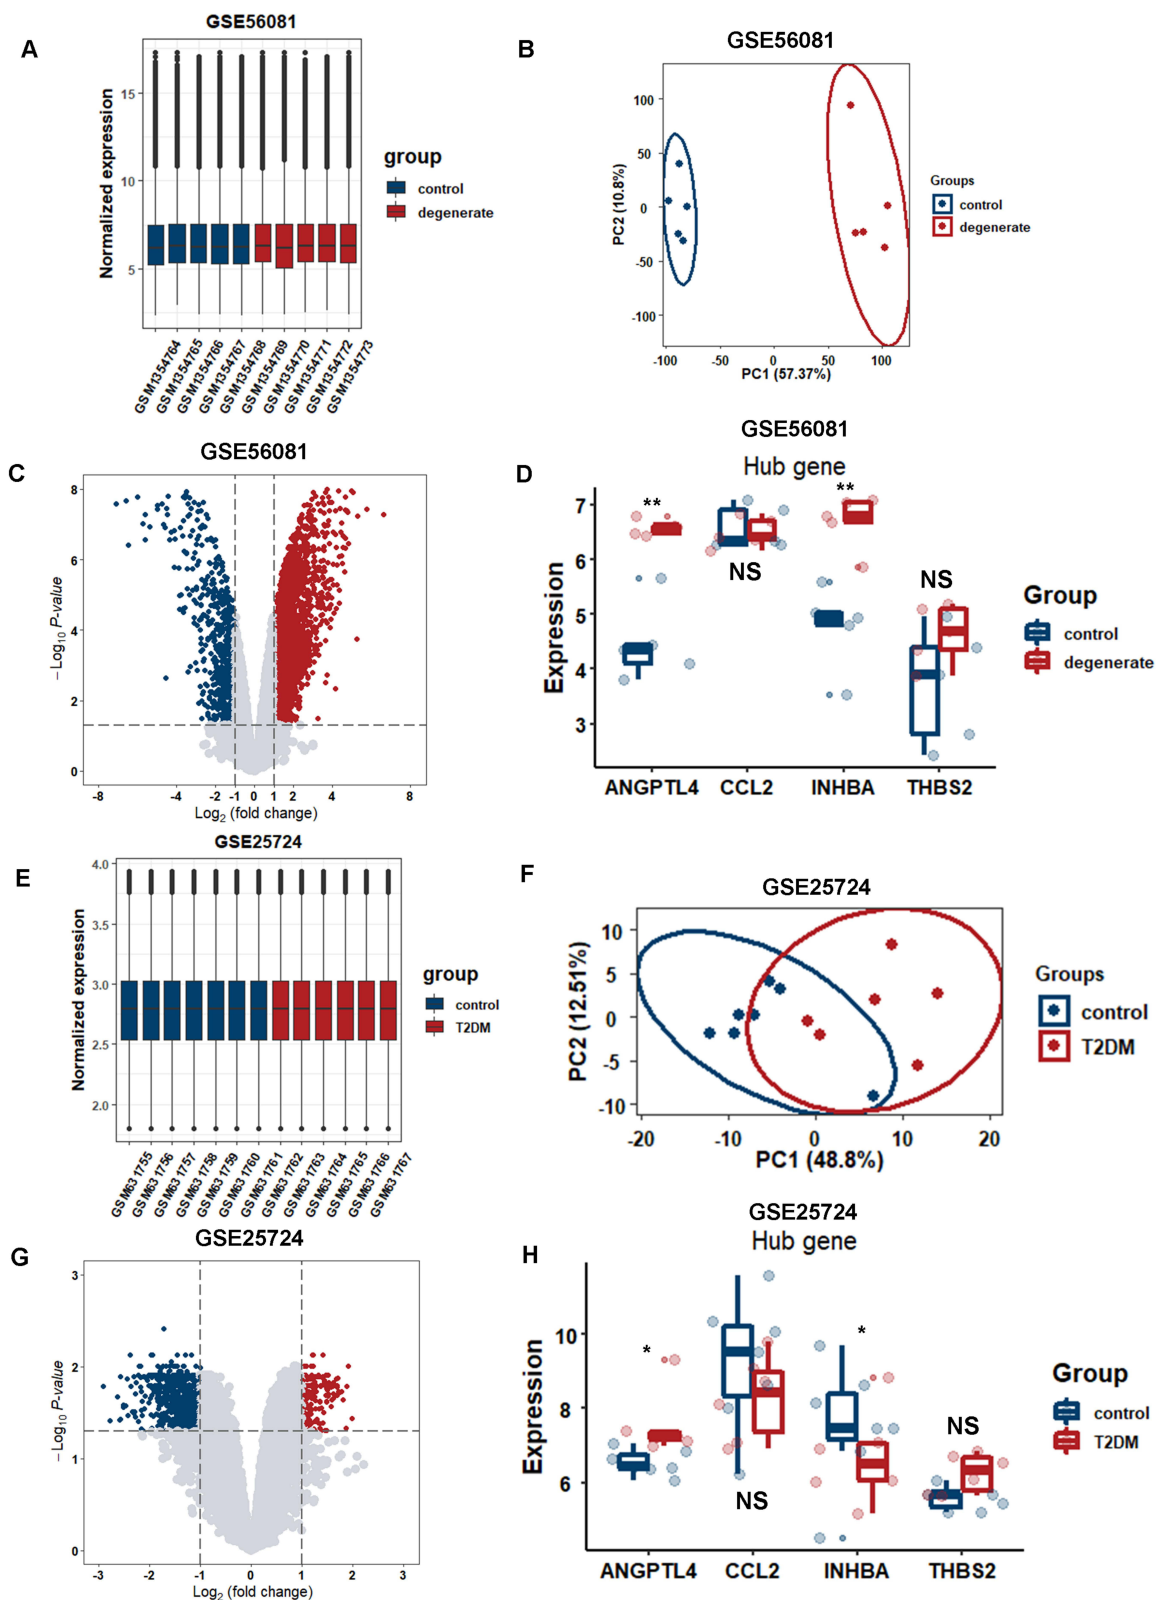 A
GSE56081
Normalized expression
15
10
5
GSM1354764
GSM1354765
GSM1354766
GSM1354767
GSM1354768
GSM1354769
GSM1354770
GSM1354771
GSM1354772
GSM1354773
group
control
degenerate
B
GSE56081
PC2 (10.8%)
100
50
0
-50
-100
-100
-50
0
50
100
PC1 (57.37%)
Groups
control
degenerate
C
GSE56081
−Log10 P-value
8
6
4
2
0
-8
-4
-2
-1
0
1
2
4
8
Log2 (fold change)
D
GSE56081
Hub gene
Expression
7
6
5
4
3
**
NS
**
NS
ANGPTL4
CCL2
INHBA
THBS2
Group
control
degenerate
E
GSE25724
Normalized expression
4.0
3.5
3.0
2.5
2.0
GSM631755
GSM631756
GSM631757
GSM631758
GSM631759
GSM631760
GSM631761
GSM631762
GSM631763
GSM631764
GSM631765
GSM631766
GSM631767
group
control
T2DM
F
GSE25724
PC2 (12.51%)
10
5
0
-5
-10
-20
-10
0
10
20
PC1 (48.8%)
Groups
control
T2DM
G
GSE25724
−Log10 P-value
3
2
1
0
-3
-2
-1
0
1
2
3
Log2 (fold change)
H
GSE25724
Hub gene
Expression
10
8
6
*
NS
*
NS
ANGPTL4
CCL2
INHBA
THBS2
Group
control
T2DM